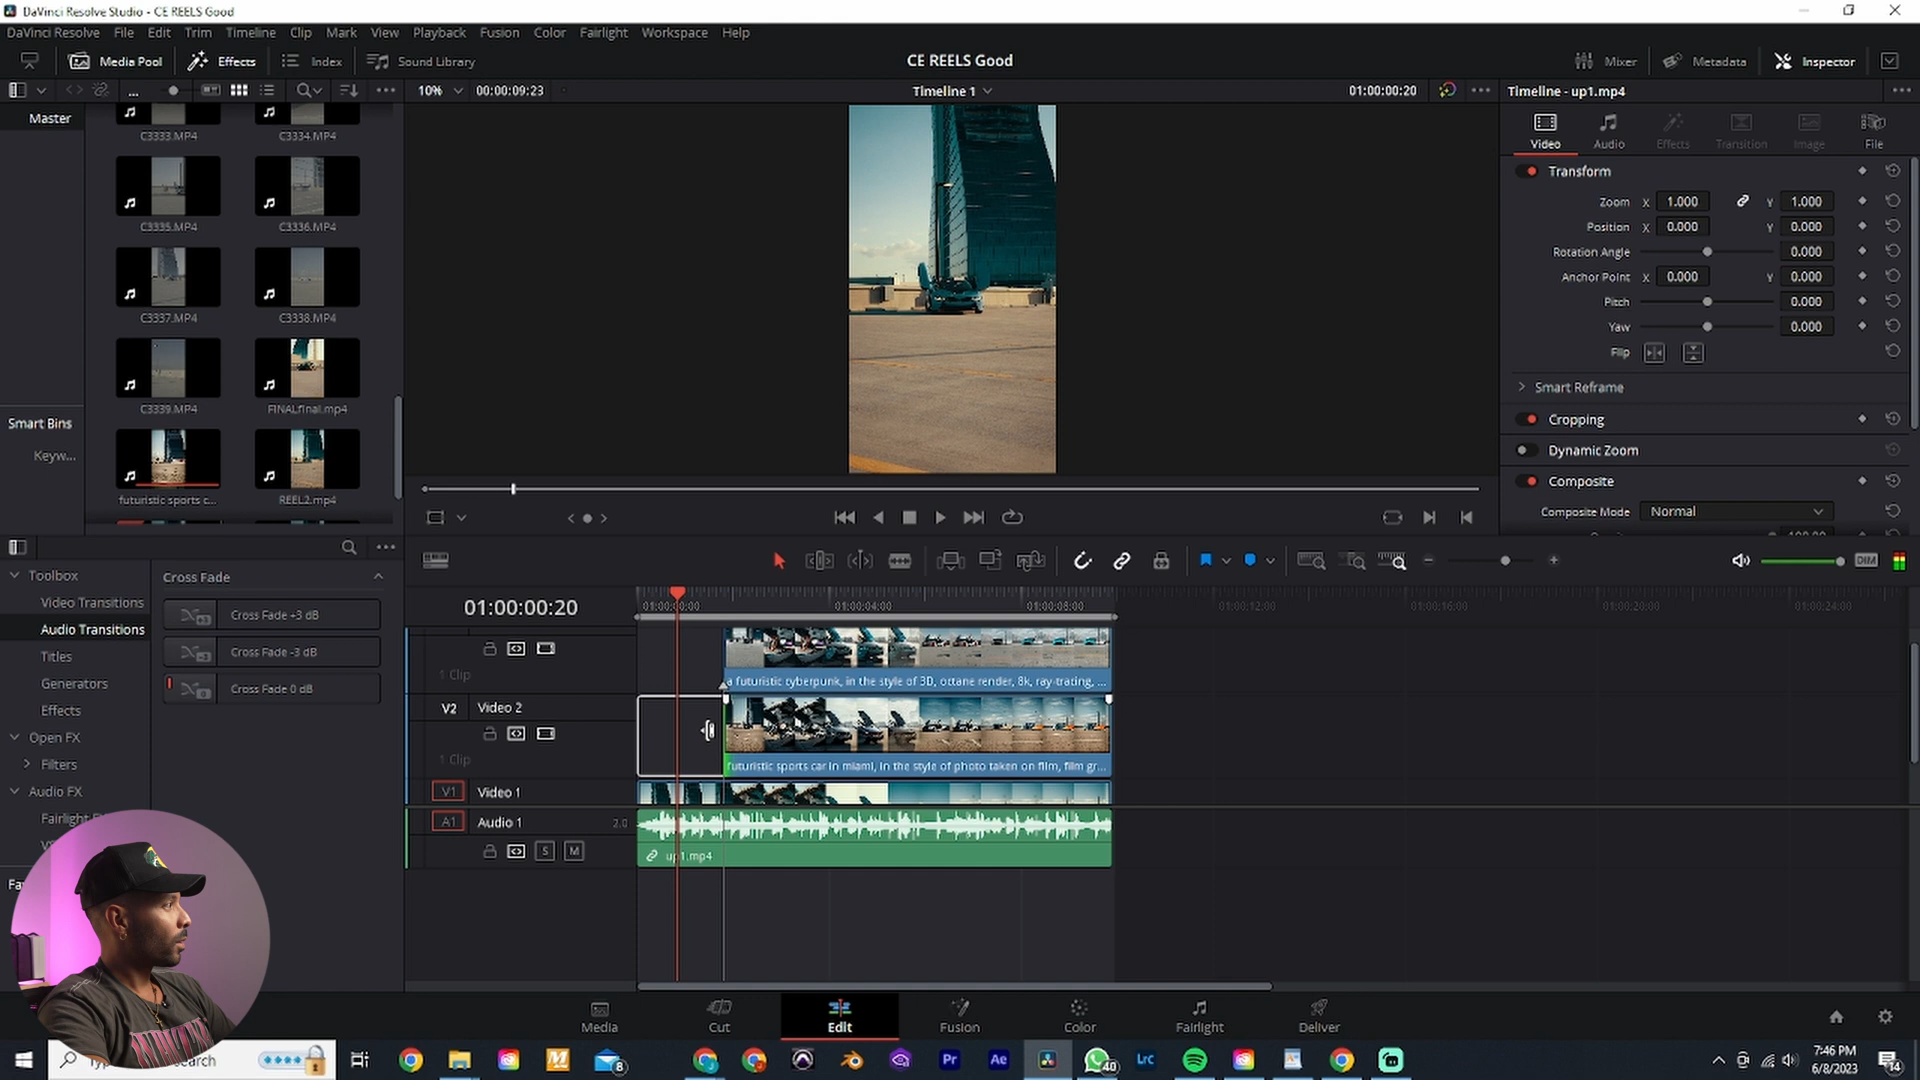 DaVinci Resolve Studio - CE REELS Good
DaVinci Resolve File Edit Trim Timeline Clip Mark View Playback Fusion Color Fairlight Workspace Help
Media Pool Effects Index Sound Library CE REELS Good Mixer Metadata Inspector
10% 00:00:09:23 Timeline 1 01:00:00:20 Timeline - up1.mp4
Master
C3333.MP4 C3334.MP4
C3335.MP4 C3336.MP4
C3337.MP4 C3338.MP4
C3339.MP4 FINALfinal.mp4
Smart Bins
Keyw...
futuristic sports c... REEL2.mp4
Video Audio Effects Transition Image File
Transform
Zoom X 1.000 Y 1.000
Position X 0.000 Y 0.000
Rotation Angle 0.000
Anchor Point X 0.000 Y 0.000
Pitch 0.000
Yaw 0.000
Flip
Smart Reframe
Cropping
Dynamic Zoom
Composite
Composite Mode Normal
Toolbox
Video Transitions
Audio Transitions
Titles
Generators
Effects
Open FX
Filters
Audio FX
Fairlight
Cross Fade
Cross Fade +3 dB
Cross Fade -3 dB
Cross Fade 0 dB
DIM
01:00:00:20
01:00:00:00 01:00:04:00 01:00:08:00 01:00:12:00 01:00:16:00 01:00:20:00 01:00:24:00
1 Clip
a futuristic cyberpunk, in the style of 3D, octane render, 8k, ray-tracing, ...
V2 Video 2
1 Clip
futuristic sports car in miami, in the style of photo taken on film, film gr...
V1 Video 1
A1 Audio 1 2.0
S M
up1.mp4
Media Cut Edit Fusion Color Fairlight Deliver
8 Pr Ae 40 Lrc
7:46 PM
6/8/2023
14